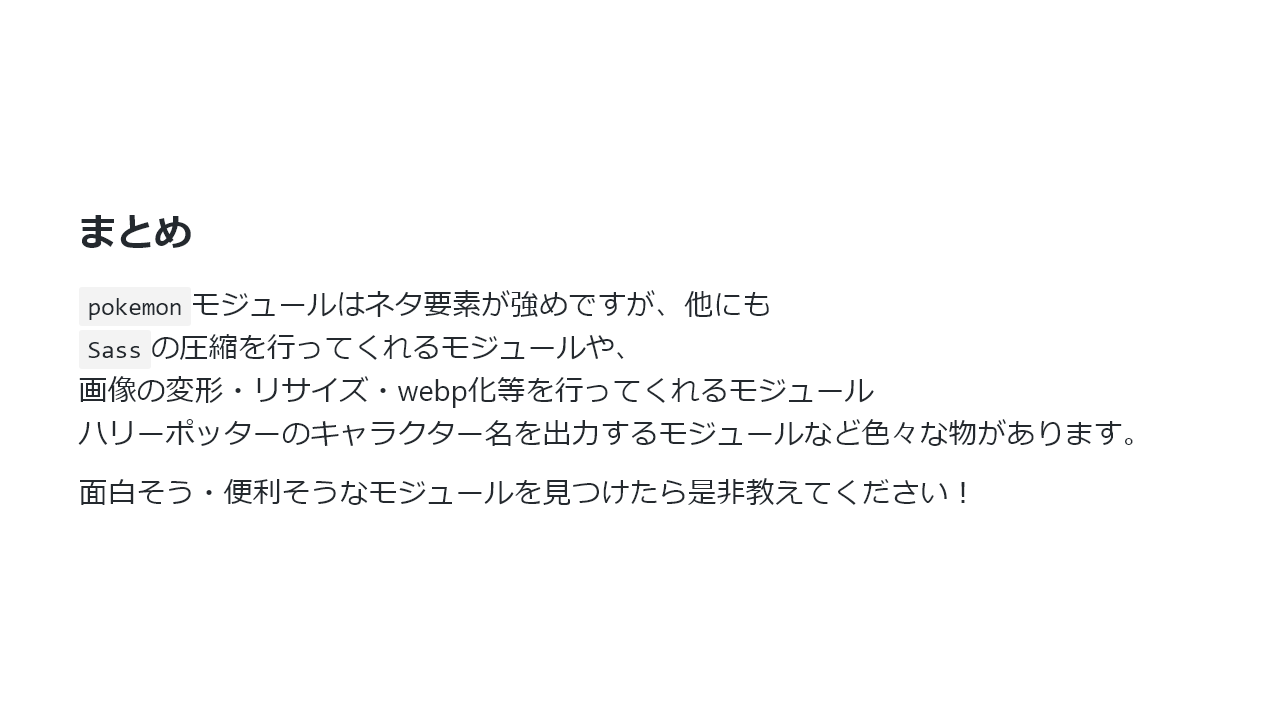 まとめ
pokemonモジュールはネタ要素が強めですが、他にも
Sassの圧縮を行ってくれるモジュールや、
画像の変形・リサイズ・webp化等を行ってくれるモジュール
ハリーポッターのキャラクター名を出力するモジュールなど色々な物があります。
面白そう・便利そうなモジュールを見つけたら是非教えてください！